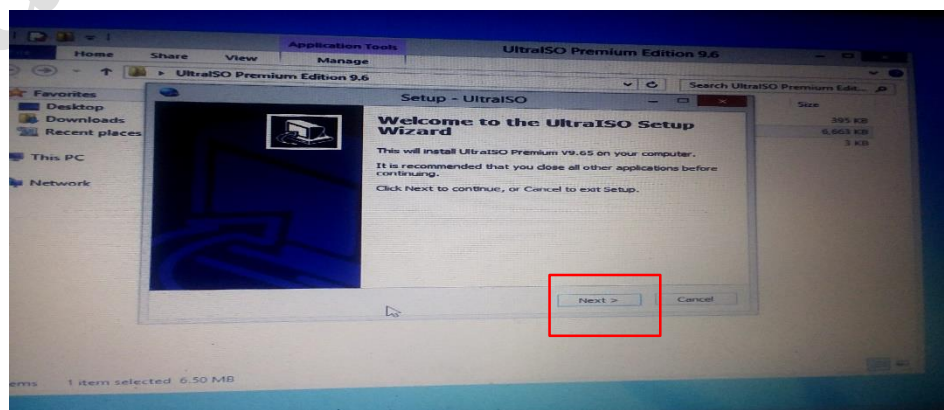 Application Tools
UltraISO Premium Edition 9.6
Home Share View Manage
UltraISO Premium Edition 9.6
Search UltraISO Premium Edit...
Favorites
Desktop
Downloads
Recent places
This PC
Network
Size
395 KB
6,663 KB
3 KB
Setup - UltraISO
Welcome to the UltraISO Setup
Wizard
This will install UltraISO Premium V9.65 on your computer.
It is recommended that you close all other applications before
continuing.
Click Next to continue, or Cancel to exit Setup.
Next >
Cancel
1 item selected 6.50 MB